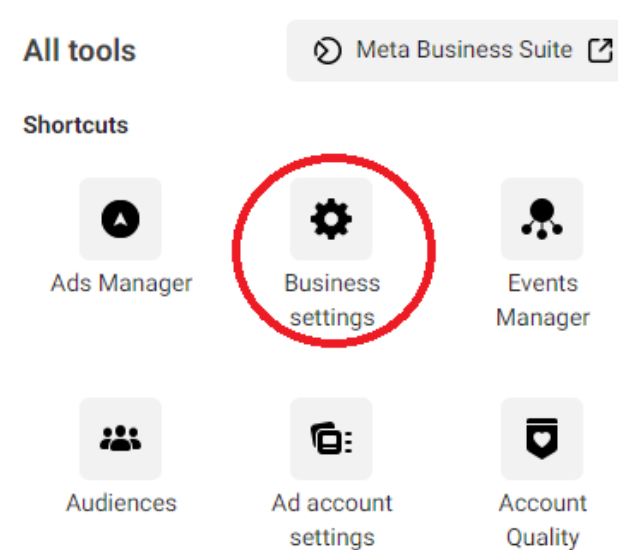 All tools
Meta Business Suite
Shortcuts
Ads Manager
Business
settings
Events
Manager
Audiences
Ad account
settings
Account
Quality